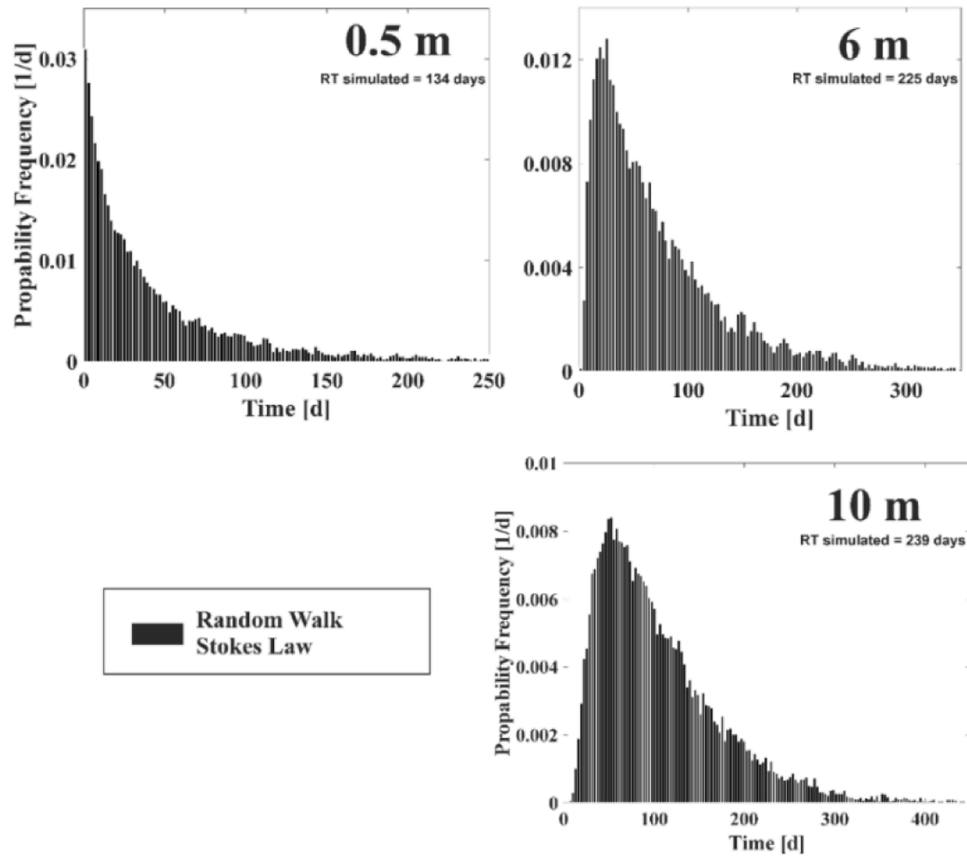 0.5 m
RT simulated = 134 days
Propability Frequency [1/d]
0.03
0.02
0.01
0
0 50 100 150 200 250
Time [d]
6 m
RT simulated = 225 days
0.012
0.008
0.004
0
0 100 200 300
Time [d]
10 m
RT simulated = 239 days
Propability Frequency [1/d]
0.01
0.008
0.006
0.004
0.002
0
0 100 200 300 400
Time [d]
Random Walk
Stokes Law